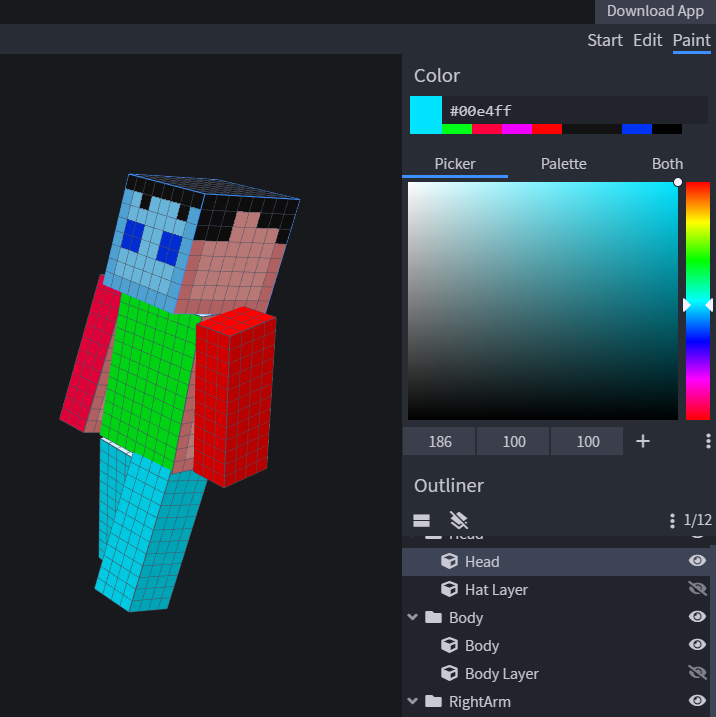 Download App
Start Edit Paint
Color
#00e4ff
Picker Palette Both
186 100 100
Outliner
1/12
Head
Head
Hat Layer
Body
Body
Body Layer
RightArm